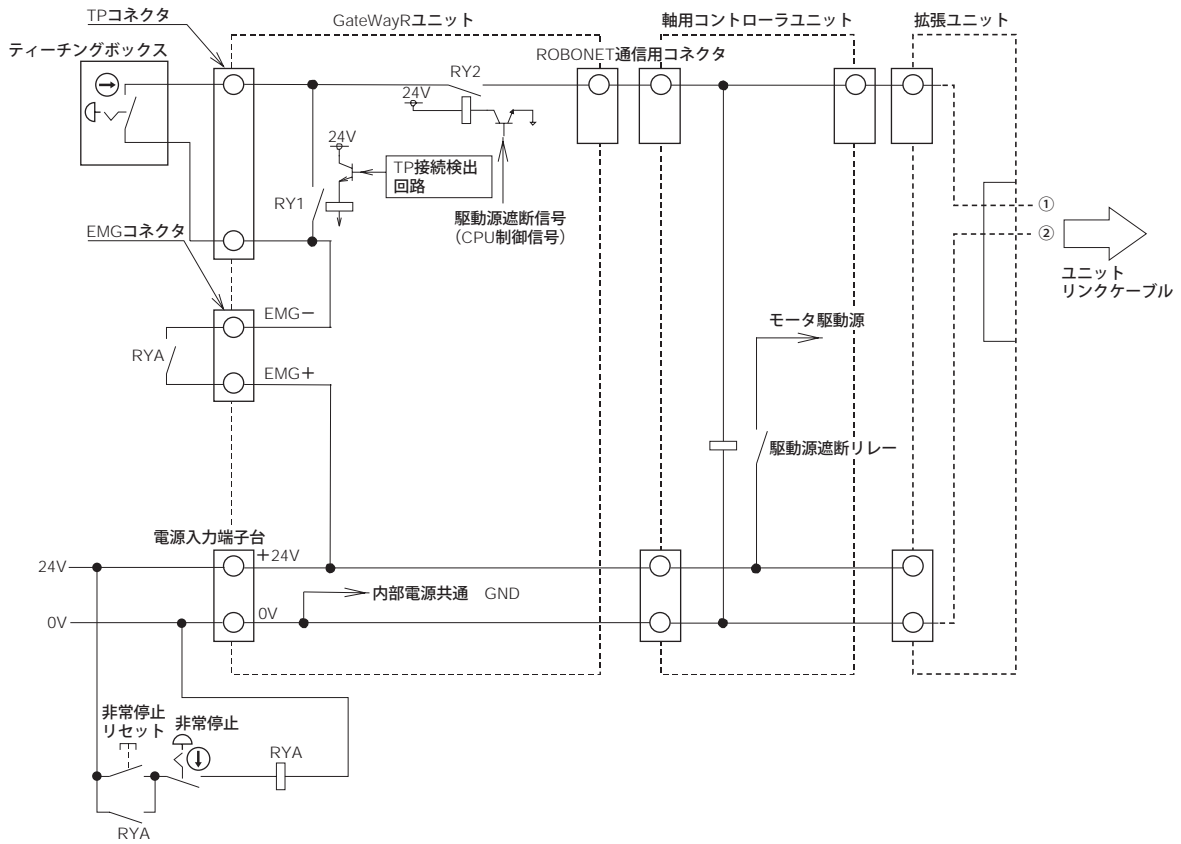 TPコネクタ
GateWayRユニット
軸用コントローラユニット
拡張ユニット
ティーチングボックス
ROBONET通信用コネクタ
RY2
24V
24V
TP接続検出
回路
RY1
駆動源遮断信号
（CPU制御信号）
①
②
EMGコネクタ
ユニット
リンクケーブル
EMG－
モータ駆動源
RYA
EMG＋
駆動源遮断リレー
電源入力端子台
＋24V
24V
内部電源共通 GND
0V
0V
非常停止
リセット
非常停止
RYA
RYA